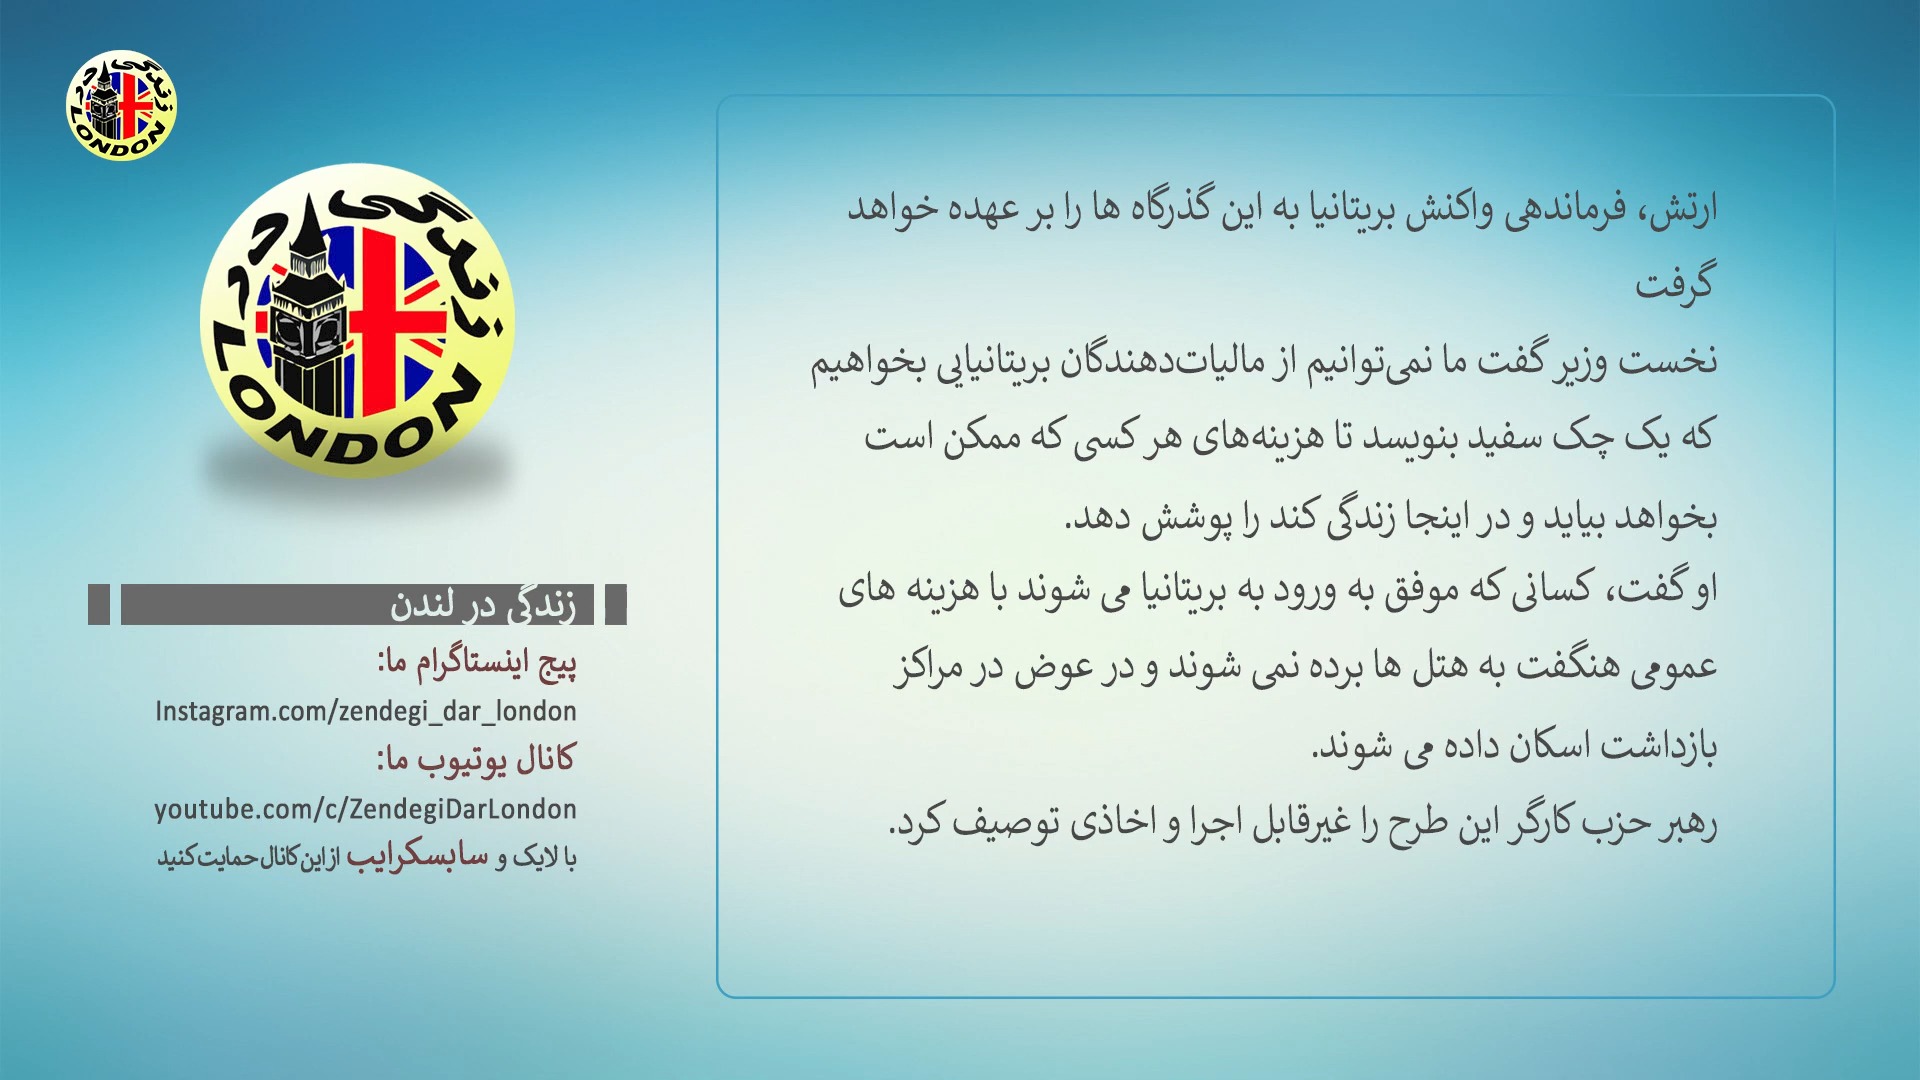 زندگی در
LONDON
زندگی در
LONDON
ارتش، فرماندهی واکنش بریتانیا به این گذرگاه ها را بر عهده خواهد
گرفت
نخست وزیر گفت ما نمی‌توانیم از مالیات‌دهندگان بریتانیایی بخواهیم
که یک چک سفید بنویسد تا هزینه‌های هر کسی که ممکن است
بخواهد بیاید و در اینجا زندگی کند را پوشش دهد.
او گفت، کسانی که موفق به ورود به بریتانیا می شوند با هزینه های
عمومی هنگفت به هتل ها برده نمی شوند و در عوض در مراکز
بازداشت اسکان داده می شوند.
رهبر حزب کارگر این طرح را غیرقابل اجرا و اخاذی توصیف کرد.
زندگی در لندن
پیج اینستاگرام ما:
Instagram.com/zendegi_dar_london
کانال یوتیوب ما:
youtube.com/c/ZendegiDarLondon
با لایک و سابسکرایب از این کانال حمایت کنید